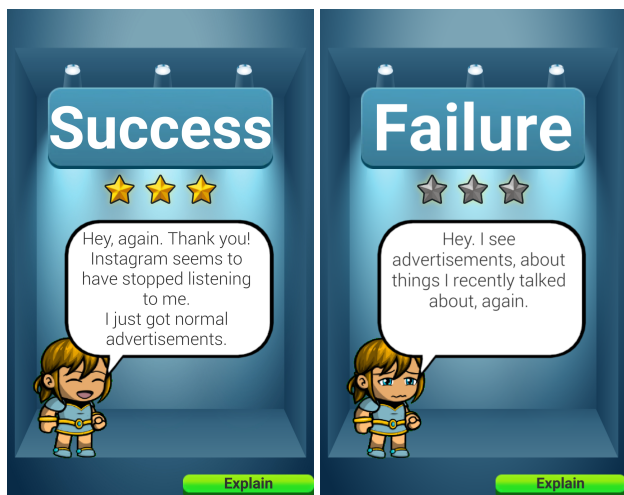 Success
Hey, again. Thank you!
Instagram seems to
have stopped listening
to me.
I just got normal
advertisements.
Explain
Failure
Hey. I see
advertisements, about
things I recently talked
about, again.
Explain